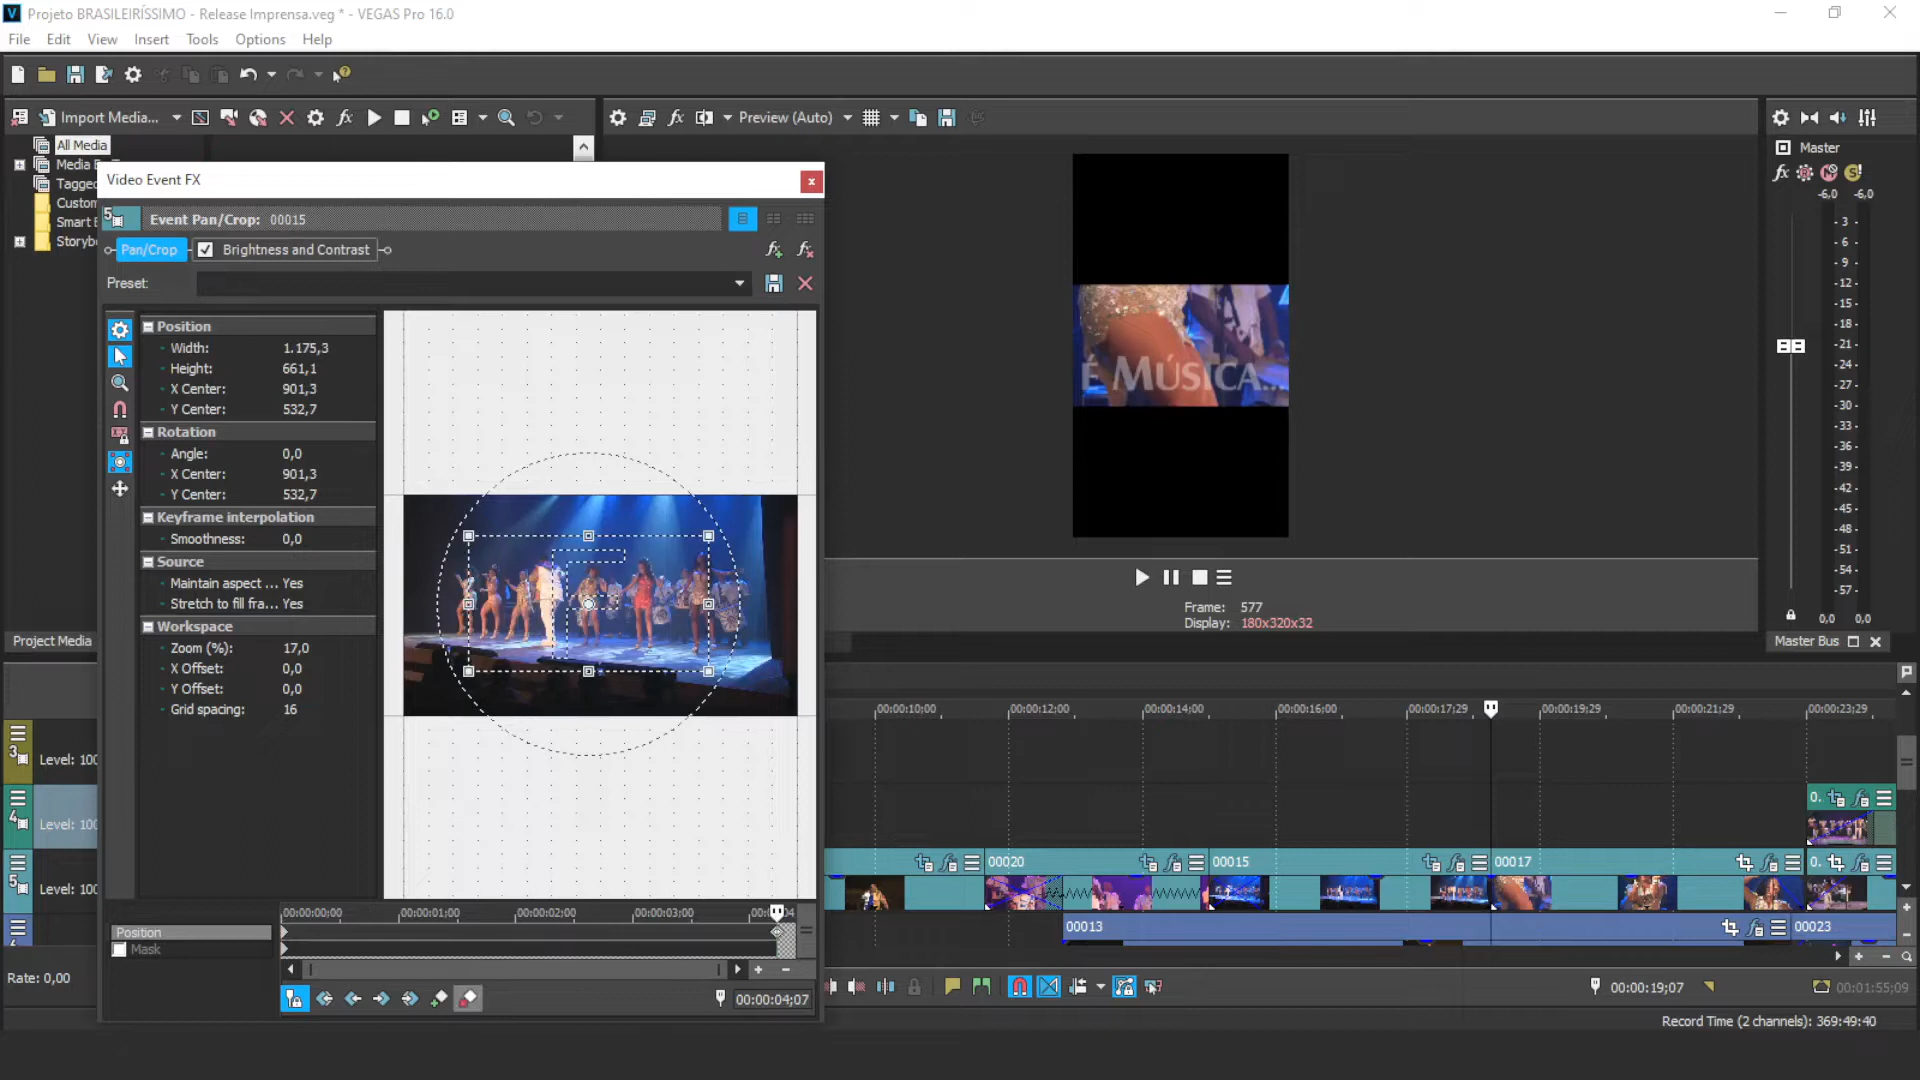 Projeto BRASILEIRÍSSIMO - Release Imprensa.veg * - VEGAS Pro 16.0
File Edit View Insert Tools Options Help
Import Media... Preview (Auto)
All Media
Media
Tagged
Custom
Smart
Storyb
Master
-6,0 -6,0
Video Event FX
Event Pan/Crop: 00015
Pan/Crop Brightness and Contrast
Preset:
Position
Width: 1.175,3
Height: 661,1
X Center: 901,3
Y Center: 532,7
Rotation
Angle: 0,0
X Center: 901,3
Y Center: 532,7
Keyframe interpolation
Smoothness: 0,0
Source
Maintain aspect ... Yes
Stretch to fill fra... Yes
Workspace
Zoom (%): 17,0
X Offset: 0,0
Y Offset: 0,0
Grid spacing: 16
É MÚSICA...
- 3 -
- 6 -
- 9 -
-12-
-15-
-18-
-21-
-24-
-27-
-30-
-33-
-36-
-39-
-42-
-45-
-48-
-51-
-54-
-57-
0,0 0,0
Frame: 577
Display: 180x320x32
Project Media
Master Bus
00:00:10;00 00:00:12;00 00:00:14;00 00:00:16;00 00:00:17;29 00:00:19;29 00:00:21;29 00:00:23;29
3 Level: 100
4 Level: 100
5 Level: 100
0.
00020 00015 00017 0.
00013 00023
00:00:00;00 00:00:01;00 00:00:02;00 00:00:03;00
Position
Mask
Rate: 0,00
00:00:04;07
00:00:19;07 00:01:55;09
Record Time (2 channels): 369:49:40